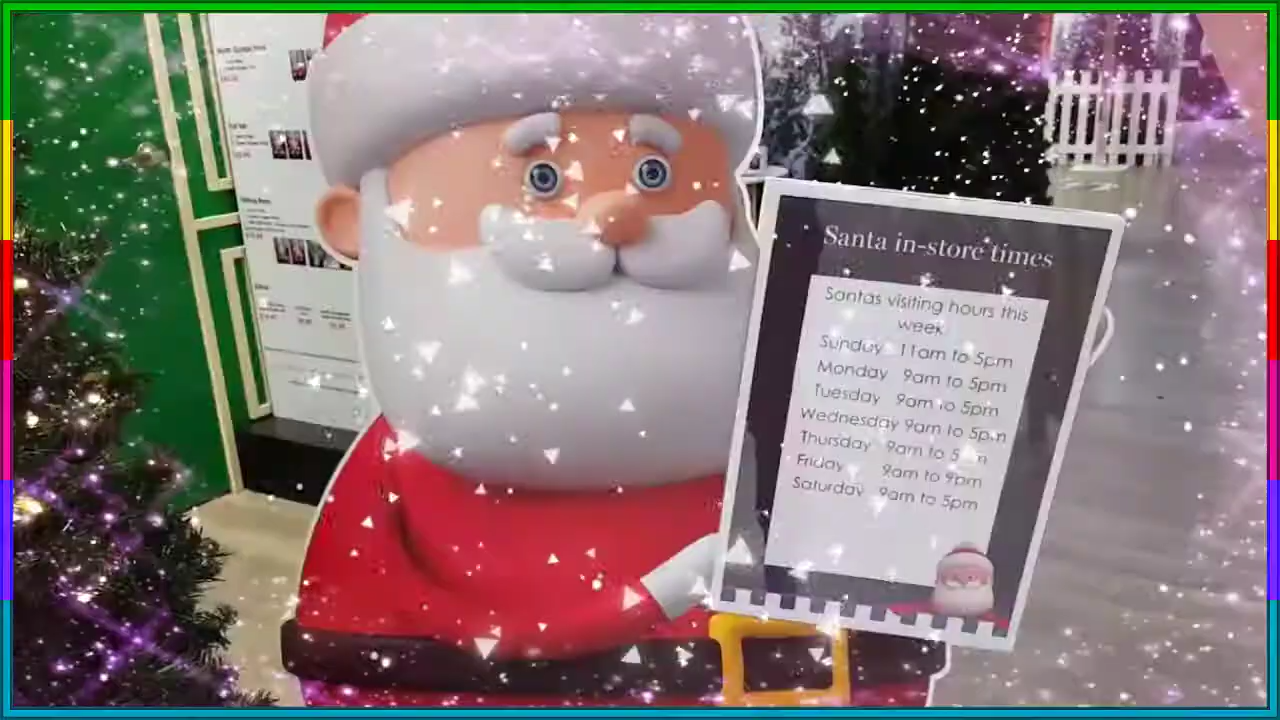 Santa in-store times
Santas visiting hours this
week
Sunday 11am to 5pm
Monday 9am to 5pm
Tuesday 9am to 5pm
Wednesday 9am to 5pm
Thursday 9am to 5pm
Friday 9am to 9pm
Saturday 9am to 5pm